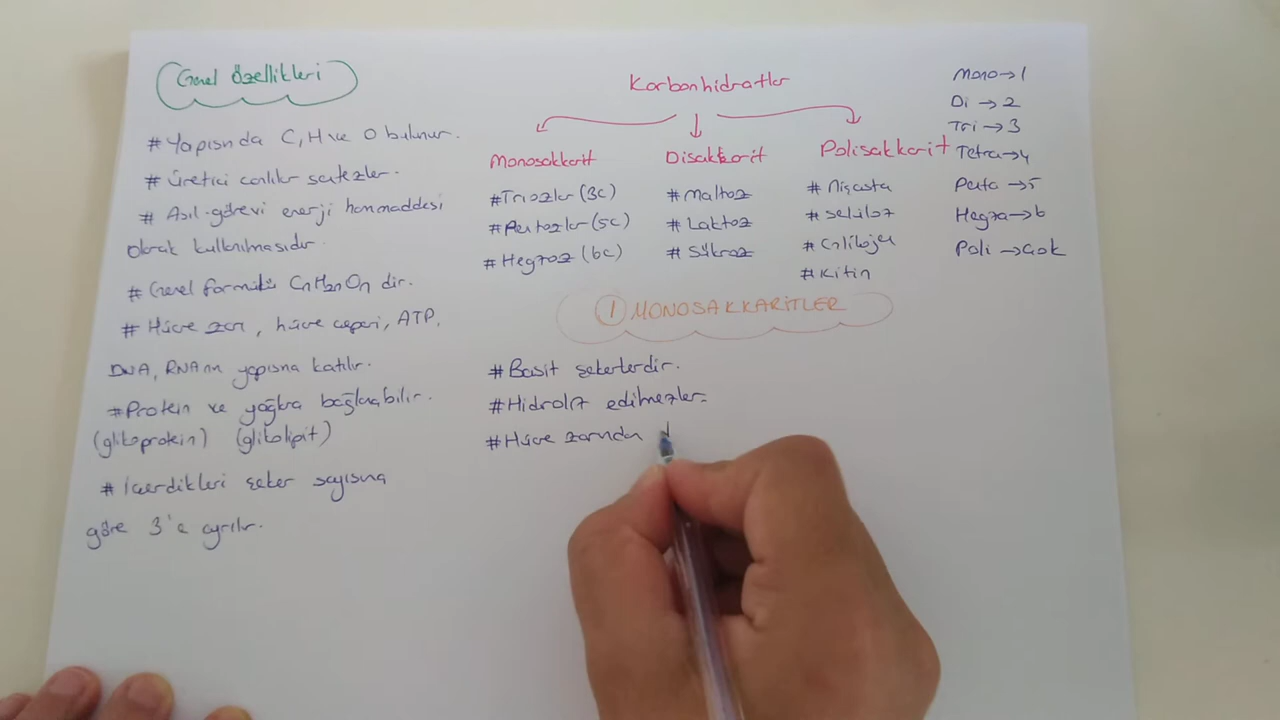 Genel özellikleri
# Yapısında C, H ve O bulunur.
# Üretici canlılar sentezler.
# Asıl görevi enerji hammaddesi
olarak kullanılmasıdır.
# Genel formülü CnH2nOn dir.
# Hücre zarı, hücre çeperi, ATP,
DNA, RNA'nın yapısına katılır.
# Protein ve yağlara bağlanabilir.
(glikoprotein) (glikolipit)
# İçerdikleri şeker sayısına
göre 3'e ayrılır.
Karbonhidratlar
Monosakkarit
# Triozlar (3C)
# Pentozlar (5C)
# Hegzoz (6C)
Disakkarit
# Maltoz
# Laktoz
# Sükroz
Polisakkarit
# Nişasta
# Selüloz
# Glikojen
# Kitin
Mono → 1
Di → 2
Tri → 3
Tetra → 4
Penta → 5
Hegza → 6
Poli → Çok
1 MONOSAKKARİTLER
# Basit şekerlerdir.
# Hidroliz edilmezler.
# Hücre zarında